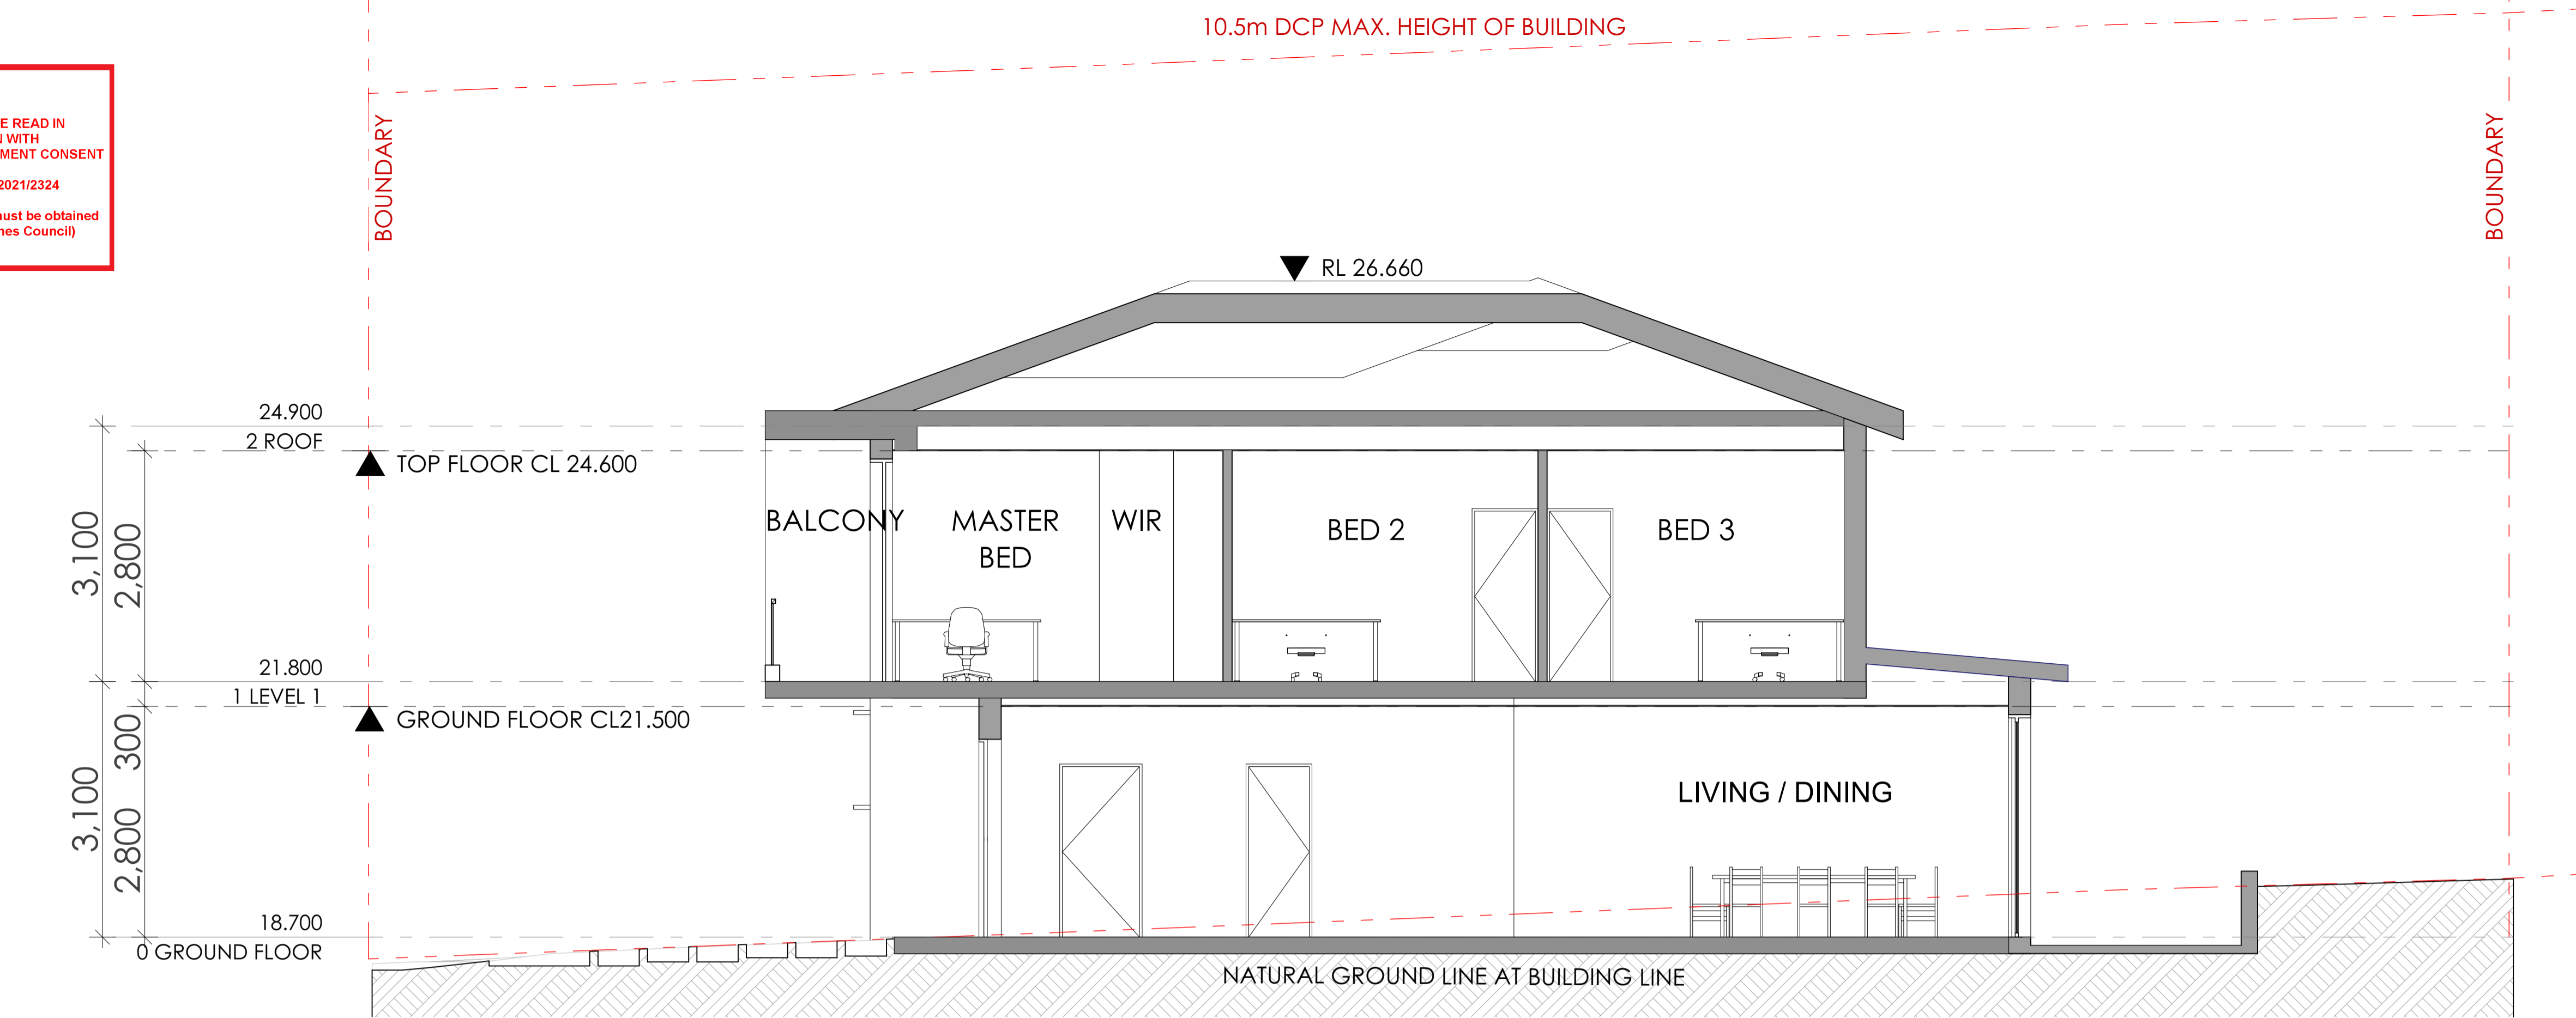 10.5m DCP MAX. HEIGHT OF BUILDING
E READ IN
WITH
MENT CONSENT
2021/2324
must be obtained
nes Council)
BOUNDARY
BOUNDARY
RL 26.660
24.900
2 ROOF
TOP FLOOR CL 24.600
3,100
2,800
BALCONY
MASTER
BED
WIR
BED 2
BED 3
21.800
1 LEVEL 1
GROUND FLOOR CL21.500
300
3,100
2,800
LIVING / DINING
18.700
0 GROUND FLOOR
NATURAL GROUND LINE AT BUILDING LINE